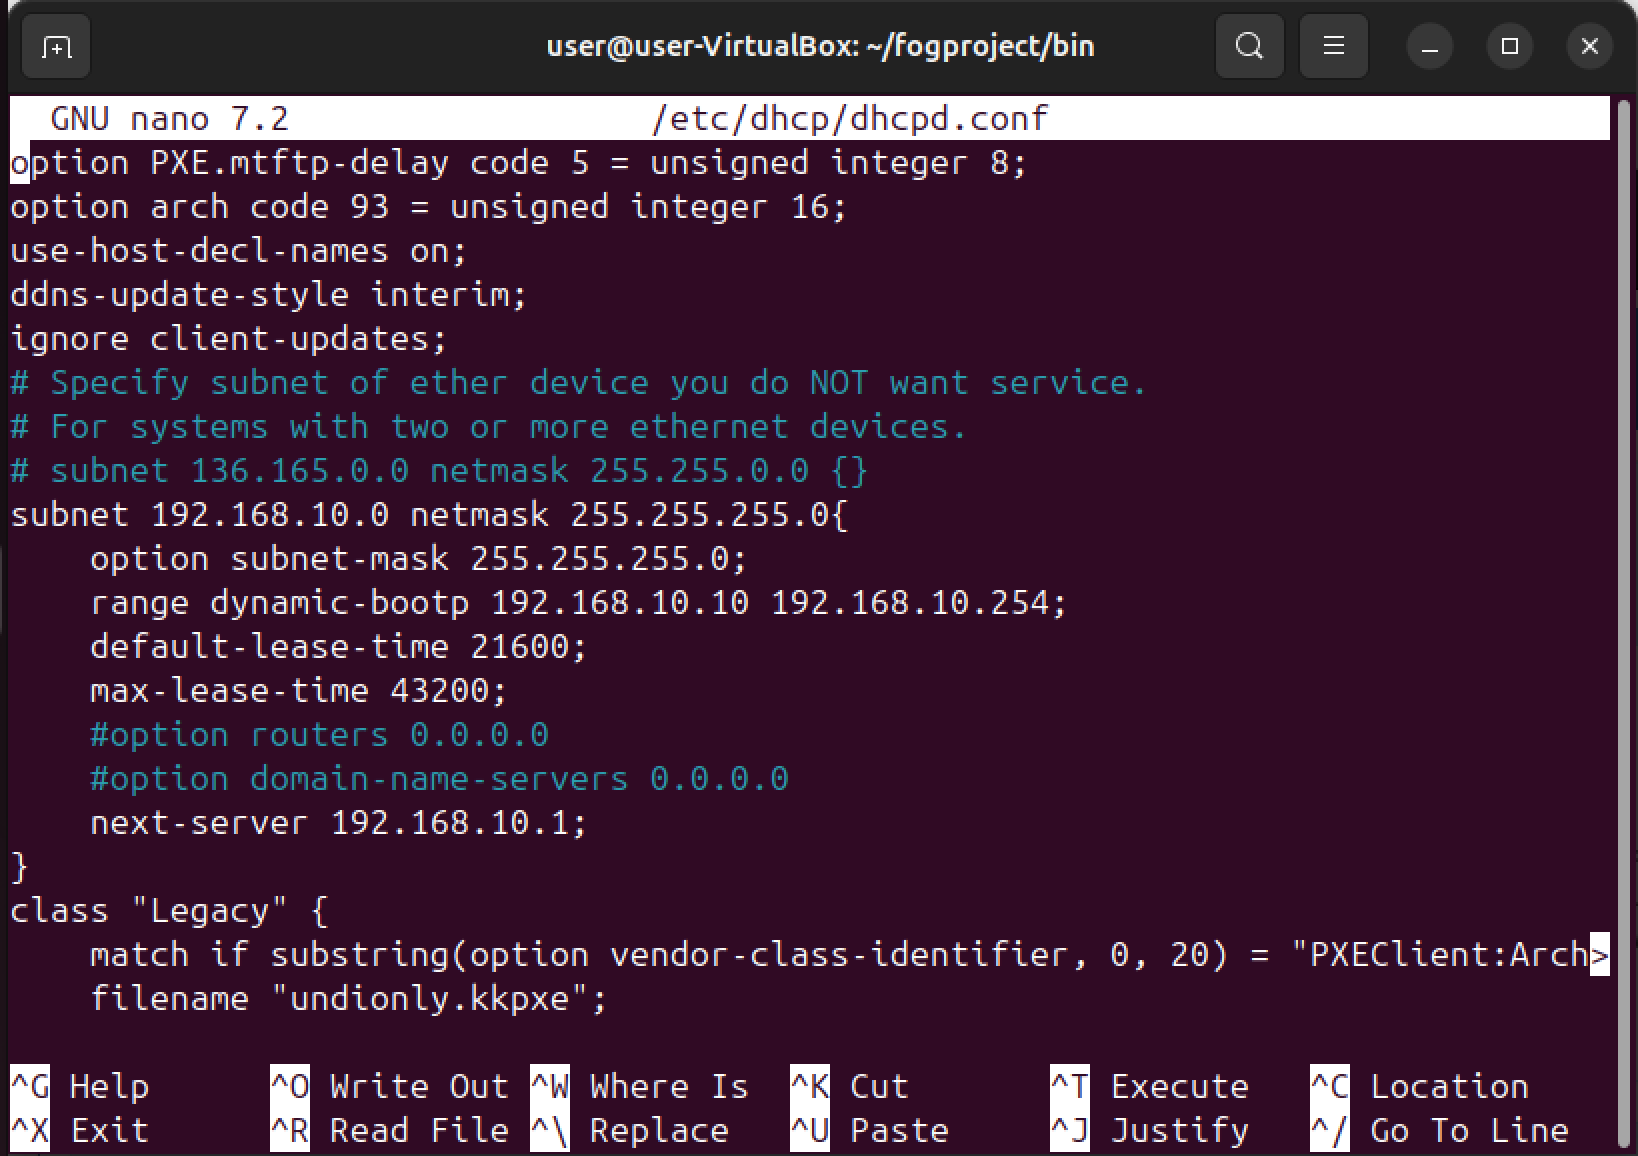 user@user-VirtualBox: ~/fogproject/bin
GNU nano 7.2 /etc/dhcp/dhcpd.conf
option PXE.mtftp-delay code 5 = unsigned integer 8;
option arch code 93 = unsigned integer 16;
use-host-decl-names on;
ddns-update-style interim;
ignore client-updates;
# Specify subnet of ether device you do NOT want service.
# For systems with two or more ethernet devices.
# subnet 136.165.0.0 netmask 255.255.0.0 {}
subnet 192.168.10.0 netmask 255.255.255.0{
    option subnet-mask 255.255.255.0;
    range dynamic-bootp 192.168.10.10 192.168.10.254;
    default-lease-time 21600;
    max-lease-time 43200;
    #option routers 0.0.0.0
    #option domain-name-servers 0.0.0.0
    next-server 192.168.10.1;
}
class "Legacy" {
    match if substring(option vendor-class-identifier, 0, 20) = "PXEClient:Arch>
    filename "undionly.kkpxe";
^G Help ^O Write Out ^W Where Is ^K Cut ^T Execute ^C Location
^X Exit ^R Read File ^\ Replace ^U Paste ^J Justify ^/ Go To Line